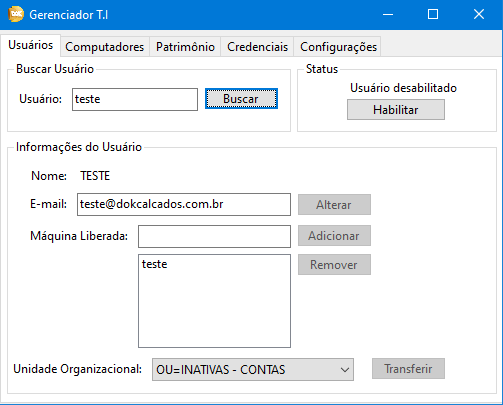 Gerenciador T.I
Usuários Computadores Patrimônio Credenciais Configurações
Buscar Usuário
Usuário: teste Buscar
Status
Usuário desabilitado
Habilitar
Informações do Usuário
Nome: TESTE
E-mail: teste@dokcalcados.com.br Alterar
Máquina Liberada: Adicionar
teste Remover
Unidade Organizacional: OU=INATIVAS - CONTAS Transferir